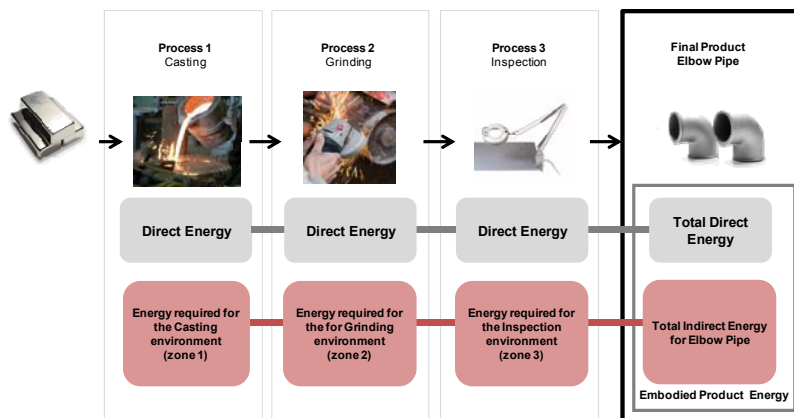 Process 1
Casting
Process 2
Grinding
Process 3
Inspection
Final Product
Elbow Pipe
Direct Energy
Direct Energy
Direct Energy
Total Direct
Energy
Energy required for
the Casting
environment
(zone 1)
Energy required for
the for Grinding
environment
(zone 2)
Energy required for
the Inspection
environment
(zone 3)
Total Indirect Energy
for Elbow Pipe
Embodied Product Energy